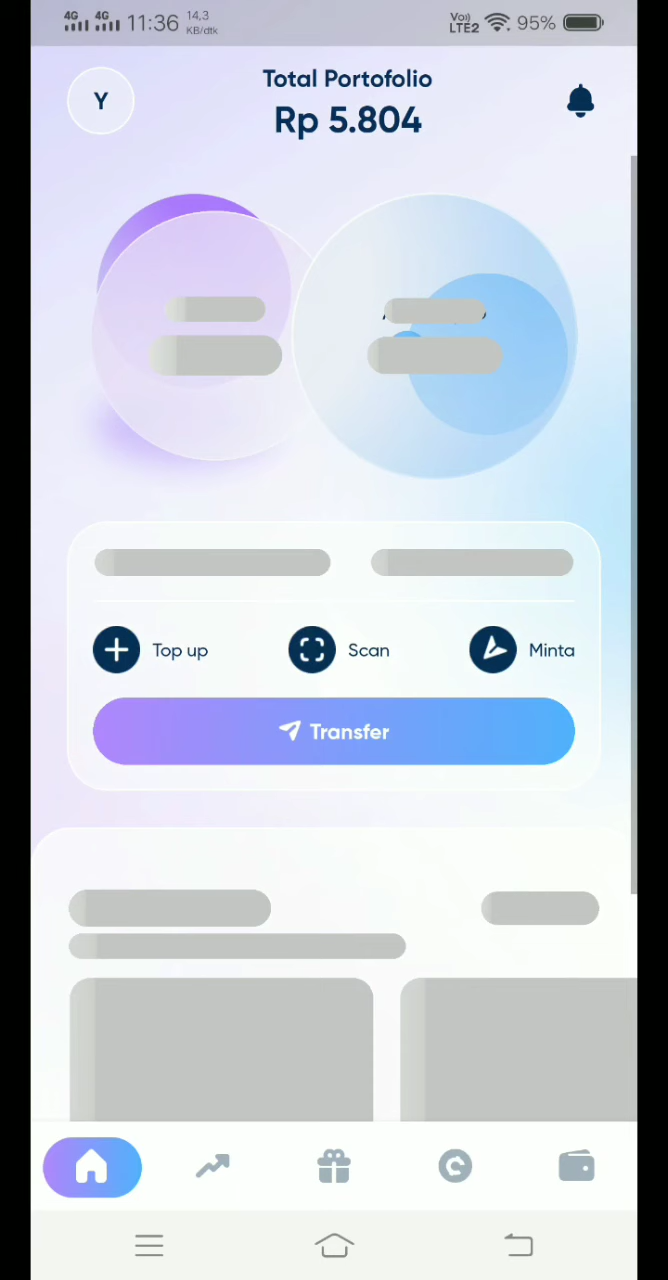 4G 4G 11:36 14,3 KB/dtk Vo)) LTE2 95%
Y
Total Portofolio
Rp 5.804
Top up
Scan
Minta
Transfer